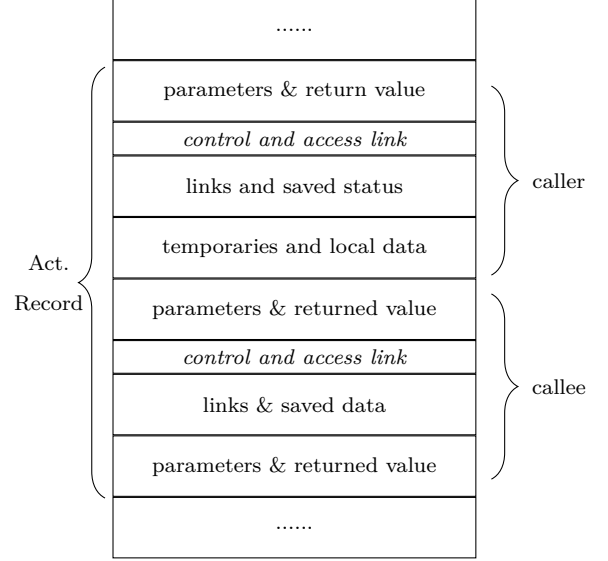 ......
parameters & return value
control and access link
links and saved status
caller
temporaries and local data
Act.
Record
parameters & returned value
control and access link
callee
links & saved data
parameters & returned value
......